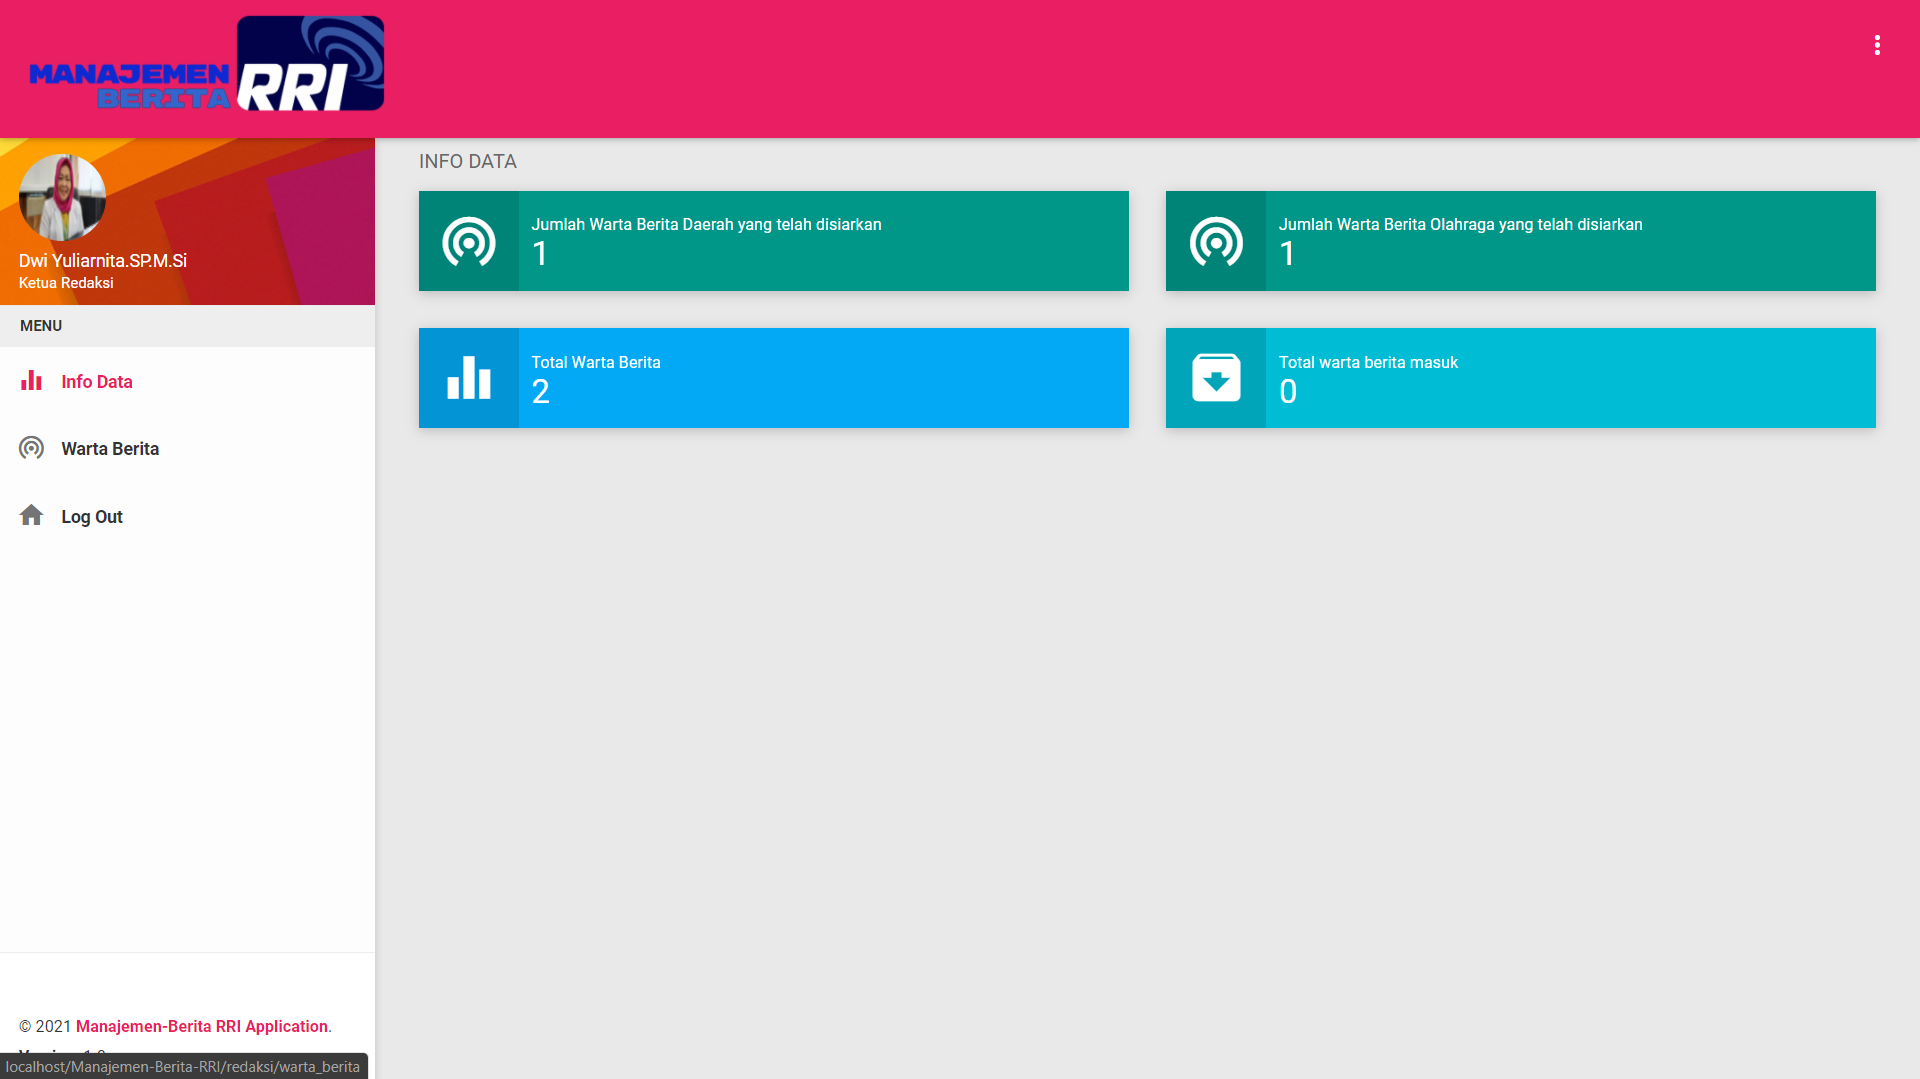 MANAJEMEN
BERITA
RRI
Dwi Yuliarnita.SP.M.Si
Ketua Redaksi
MENU
Info Data
Warta Berita
Log Out
INFO DATA
Jumlah Warta Berita Daerah yang telah disiarkan
1
Jumlah Warta Berita Olahraga yang telah disiarkan
1
Total Warta Berita
2
Total warta berita masuk
0
© 2021 Manajemen-Berita RRI Application.
localhost/Manajemen-Berita-RRI/redaksi/warta_berita